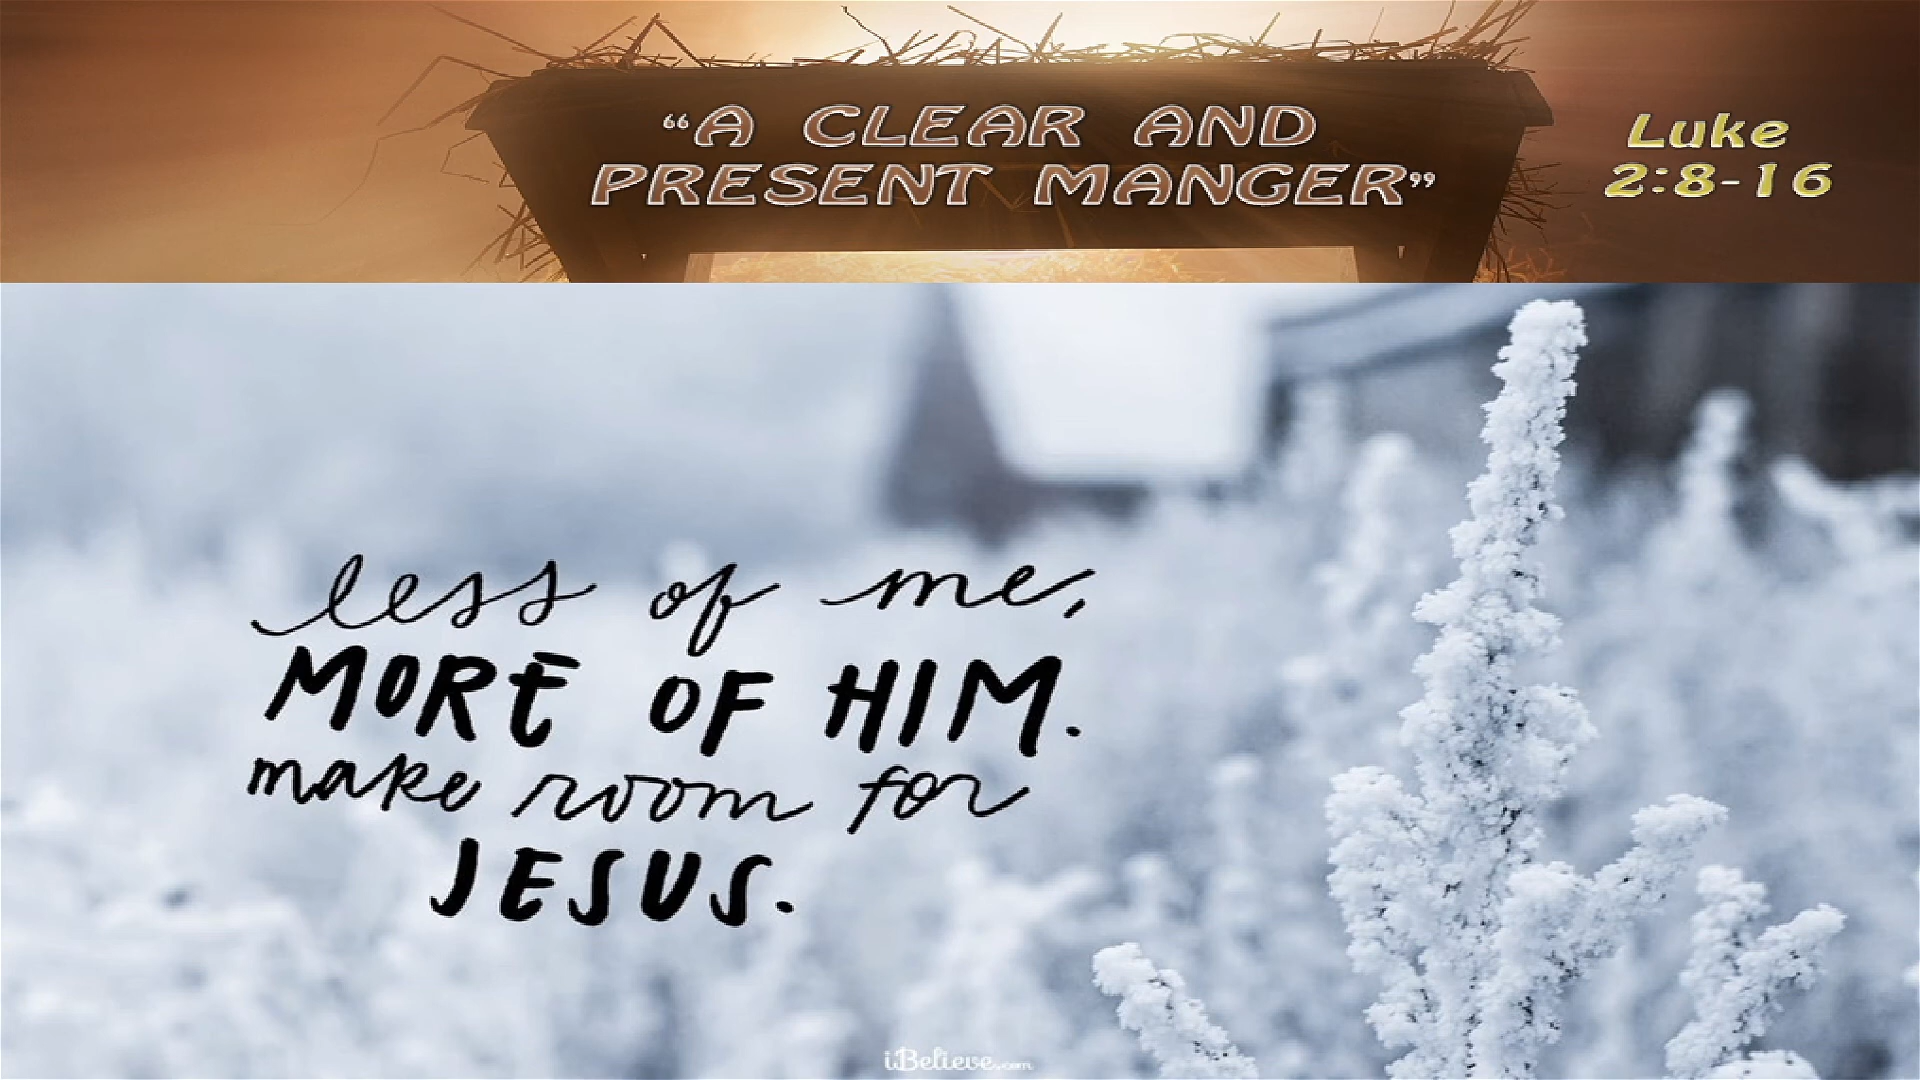 “A CLEAR AND
PRESENT MANGER”
Luke
2:8-16
less of me,
MORE OF HIM.
make room for
JESUS.
iBelieve.com